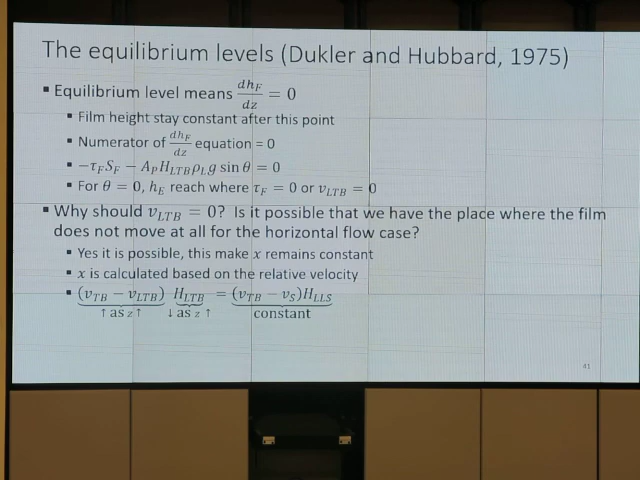 The equilibrium levels (Dukler and Hubbard, 1975)
▪ Equilibrium level means dh_F/dz = 0
▪ Film height stay constant after this point
▪ Numerator of dh_F/dz equation = 0
▪ −τ_F S_F − A_P H_LTB ρ_L g sin θ = 0
▪ For θ = 0, h_E reach where τ_F = 0 or v_LTB = 0
▪ Why should v_LTB = 0? Is it possible that we have the place where the film
does not move at all for the horizontal flow case?
▪ Yes it is possible, this make x remains constant
▪ x is calculated based on the relative velocity
▪ (v_TB − v_LTB) H_LTB = (v_TB − v_S)H_LLS
↑ as z ↑ ↓ as z ↑ constant
41